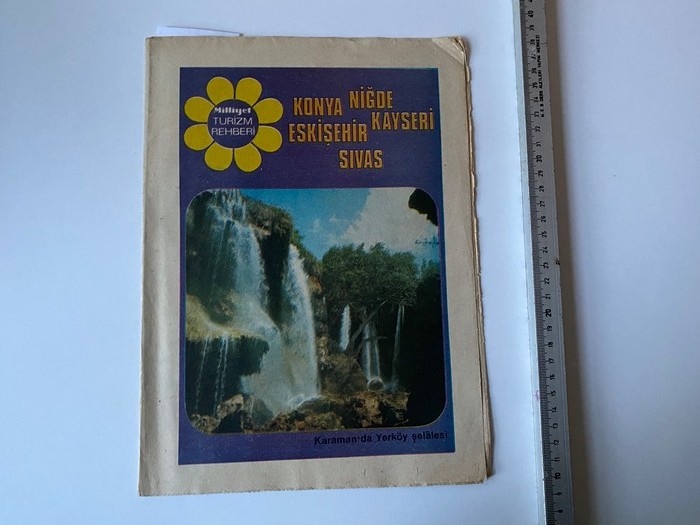 Milliyet
TURİZM
REHBERİ
KONYA NİĞDE
ESKİŞEHİR KAYSERİ
SIVAS
Karaman'da Yerköy şelâlesi